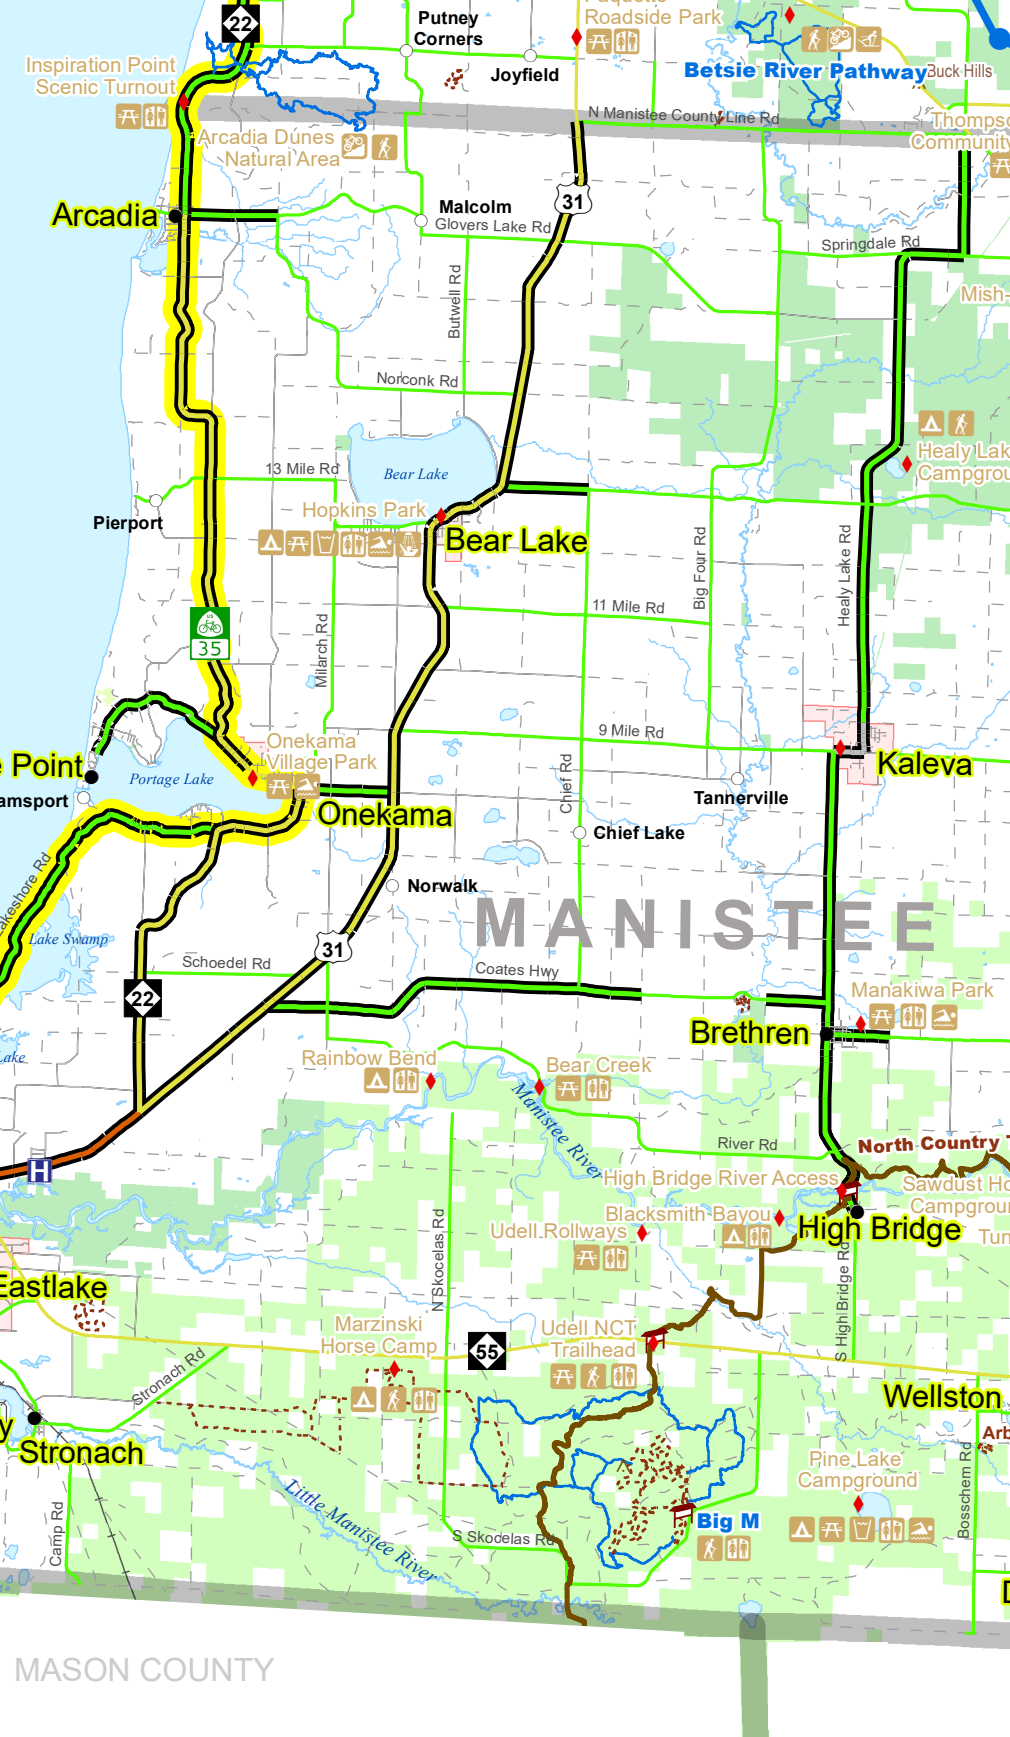 22
Putney
Corners
Roadside Park
Joyfield
Inspiration Point
Scenic Turnout
Betsie River Pathway
Buck Hills
N Manistee County Line Rd
Arcadia Dunes
Natural Area
Community
31
Arcadia
Malcolm
Glovers Lake Rd
Springdale Rd
Mish-
Butwell Rd
Norconk Rd
13 Mile Rd
Bear Lake
Healy Lak
Campgrou
Pierport
Hopkins Park
Bear Lake
Big Four Rd
Healy Lake Rd
11 Mile Rd
US
35
Milarch Rd
9 Mile Rd
Onekama
Village Park
e Point
Portage Lake
Kaleva
amsport
Onekama
Chief Rd
Tannerville
Chief Lake
akeshore Rd
Norwalk
MANISTEE
Lake Swamp
31
Schoedel Rd
Coates Hwy
22
Manakiwa Park
Brethren
Lake
Rainbow Bend
Bear Creek
Manistee River
River Rd
North Country T
H
High Bridge River Access
Sawdust Ho
Campgroun
Blacksmith Bayou
Udell Rollways
High Bridge
Tun
N Skocelas Rd
S High Bridge Rd
Eastlake
Marzinski
Horse Camp
55
Udell NCT
Trailhead
Stronach Rd
Wellston
y
Stronach
Arb
Pine Lake
Campground
Bosschem Rd
Little Manistee River
Big M
Camp Rd
S Skocelas Rd
D
MASON COUNTY